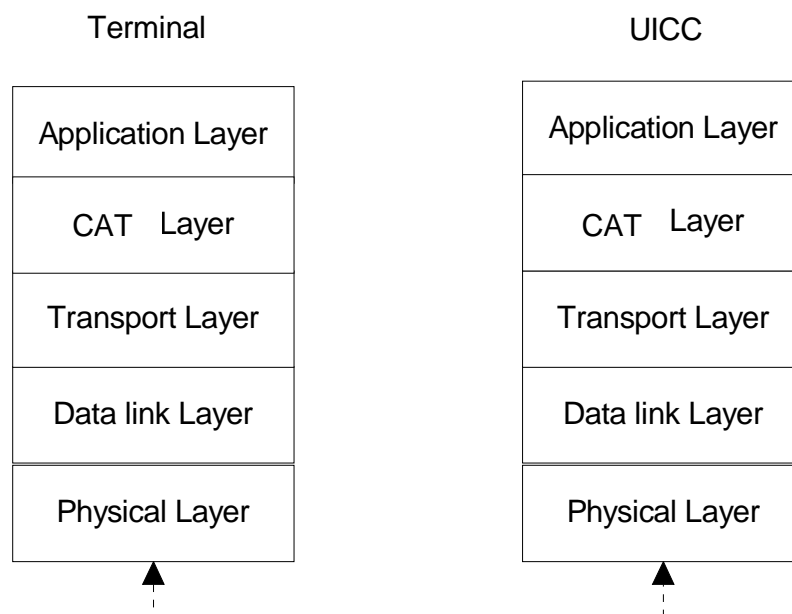 Terminal
UICC
Application Layer
Application Layer
CAT Layer
CAT Layer
Transport Layer
Transport Layer
Data link Layer
Data link Layer
Physical Layer
Physical Layer